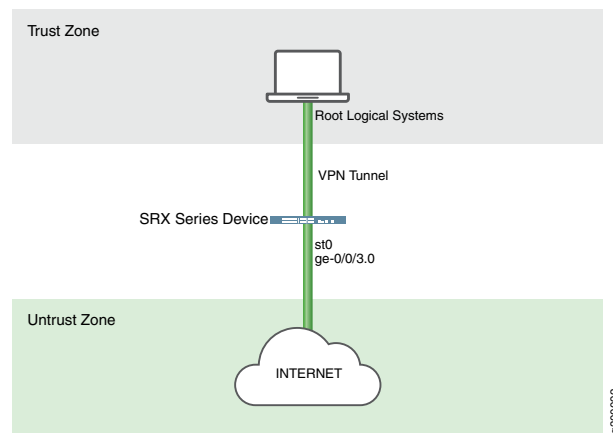 Trust Zone
Root Logical Systems
VPN Tunnel
SRX Series Device
st0
ge-0/0/3.0
Untrust Zone
INTERNET